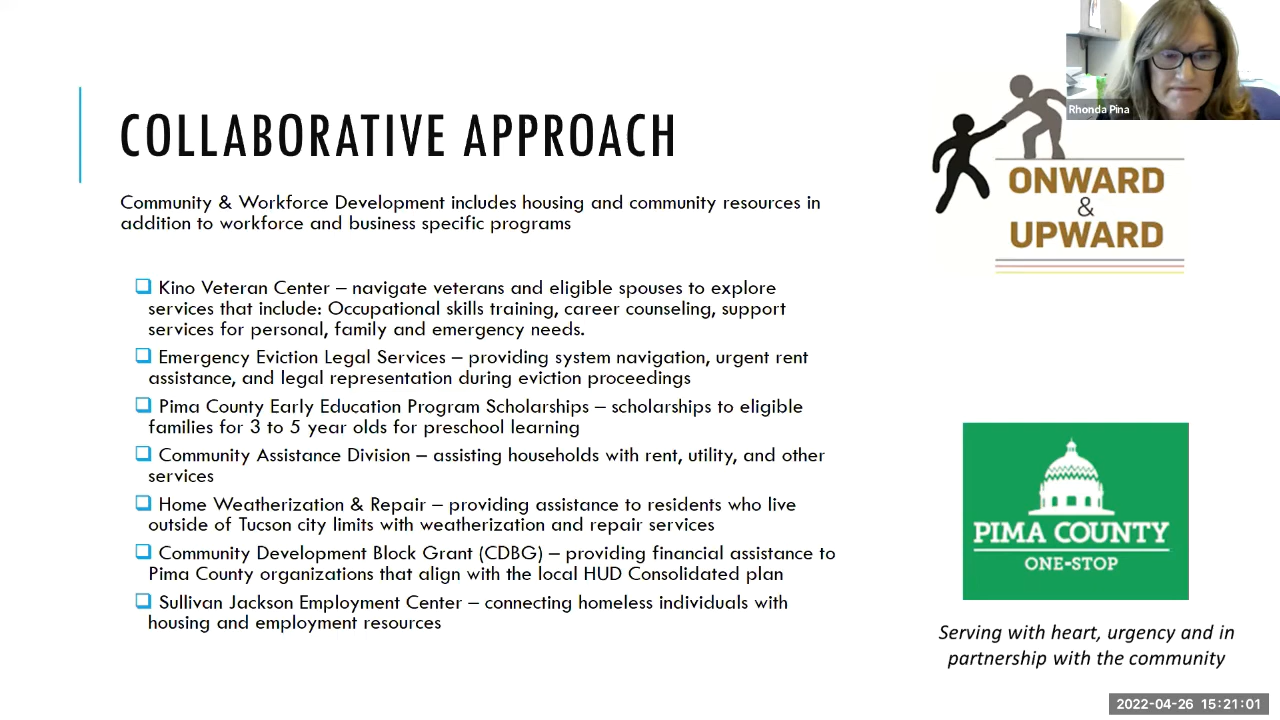 COLLABORATIVE APPROACH
Community & Workforce Development includes housing and community resources in
addition to workforce and business specific programs
Kino Veteran Center – navigate veterans and eligible spouses to explore
services that include: Occupational skills training, career counseling, support
services for personal, family and emergency needs.
Emergency Eviction Legal Services – providing system navigation, urgent rent
assistance, and legal representation during eviction proceedings
Pima County Early Education Program Scholarships – scholarships to eligible
families for 3 to 5 year olds for preschool learning
Community Assistance Division – assisting households with rent, utility, and other
services
Home Weatherization & Repair – providing assistance to residents who live
outside of Tucson city limits with weatherization and repair services
Community Development Block Grant (CDBG) – providing financial assistance to
Pima County organizations that align with the local HUD Consolidated plan
Sullivan Jackson Employment Center – connecting homeless individuals with
housing and employment resources
Rhonda Pina
ONWARD
&
UPWARD
PIMA COUNTY
ONE-STOP
Serving with heart, urgency and in
partnership with the community
2022-04-26 15:21:01